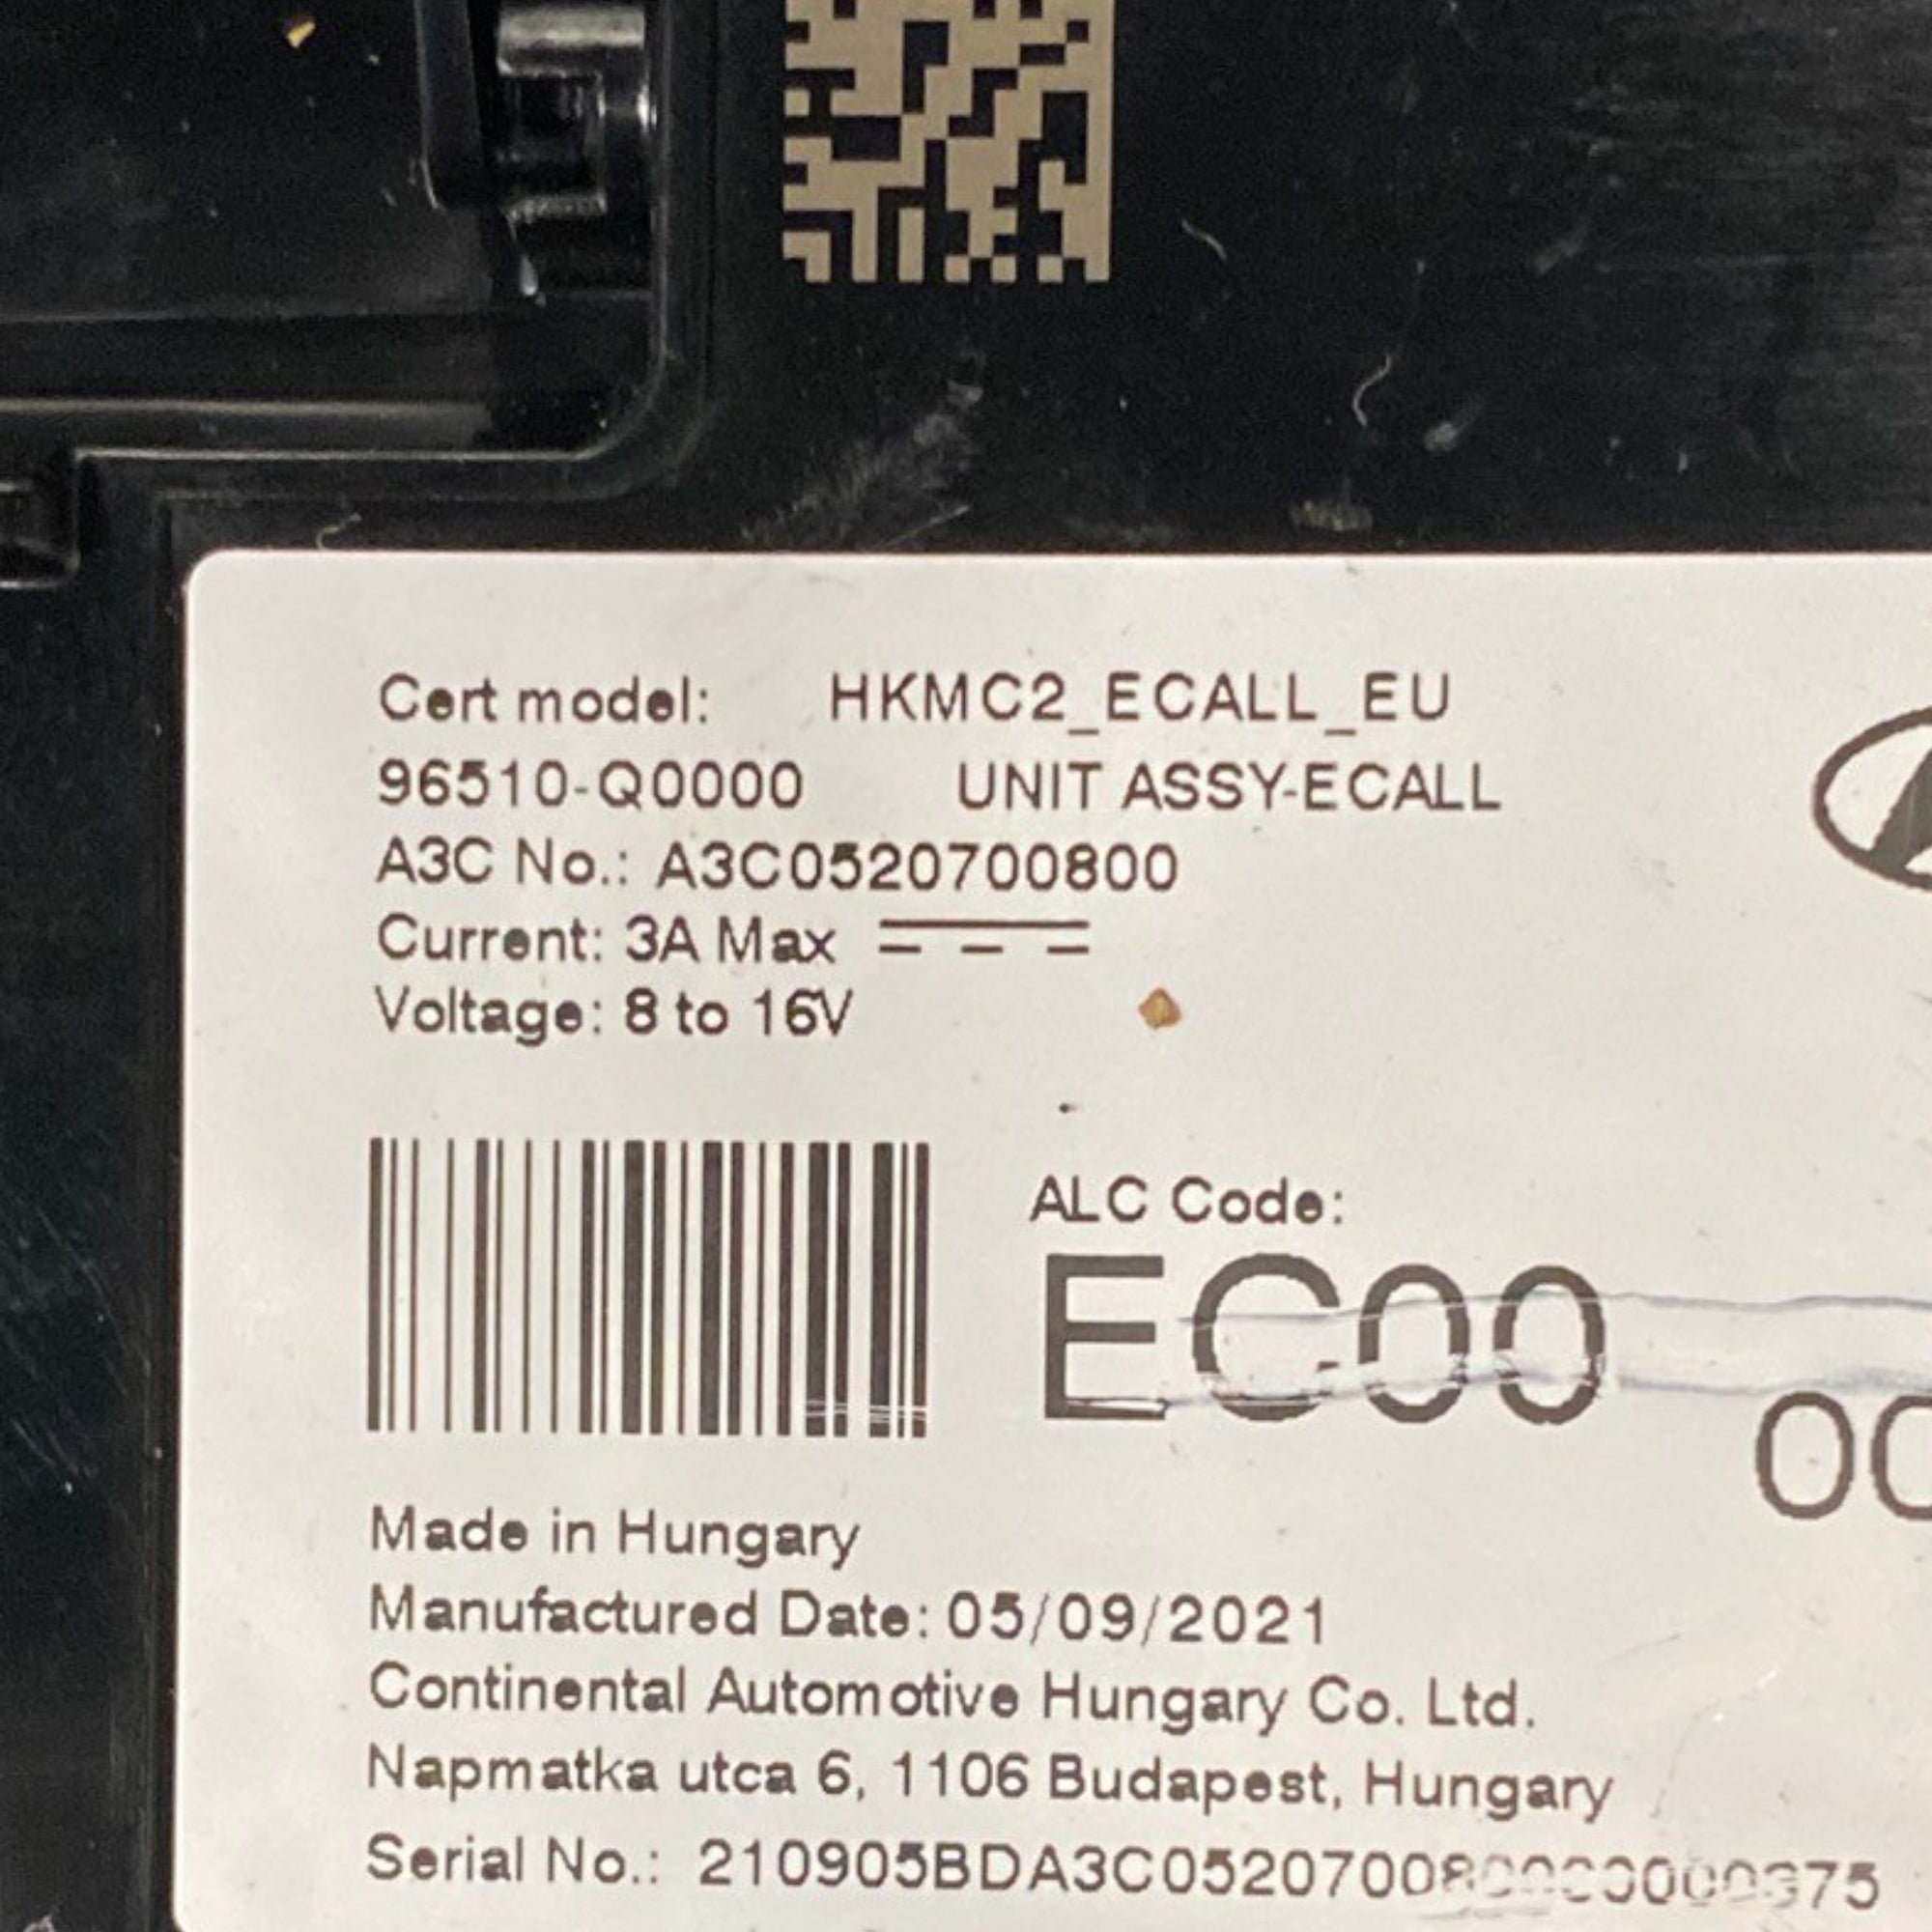 Cert model: HKMC2_ECALL_EU
96510-Q0000 UNIT ASSY-ECALL
A3C No.: A3C0520700800
Current: 3A Max
Voltage: 8 to 16V
ALC Code:
EC00
Made in Hungary
Manufactured Date: 05/09/2021
Continental Automotive Hungary Co. Ltd.
Napmatka utca 6, 1106 Budapest, Hungary
Serial No.: